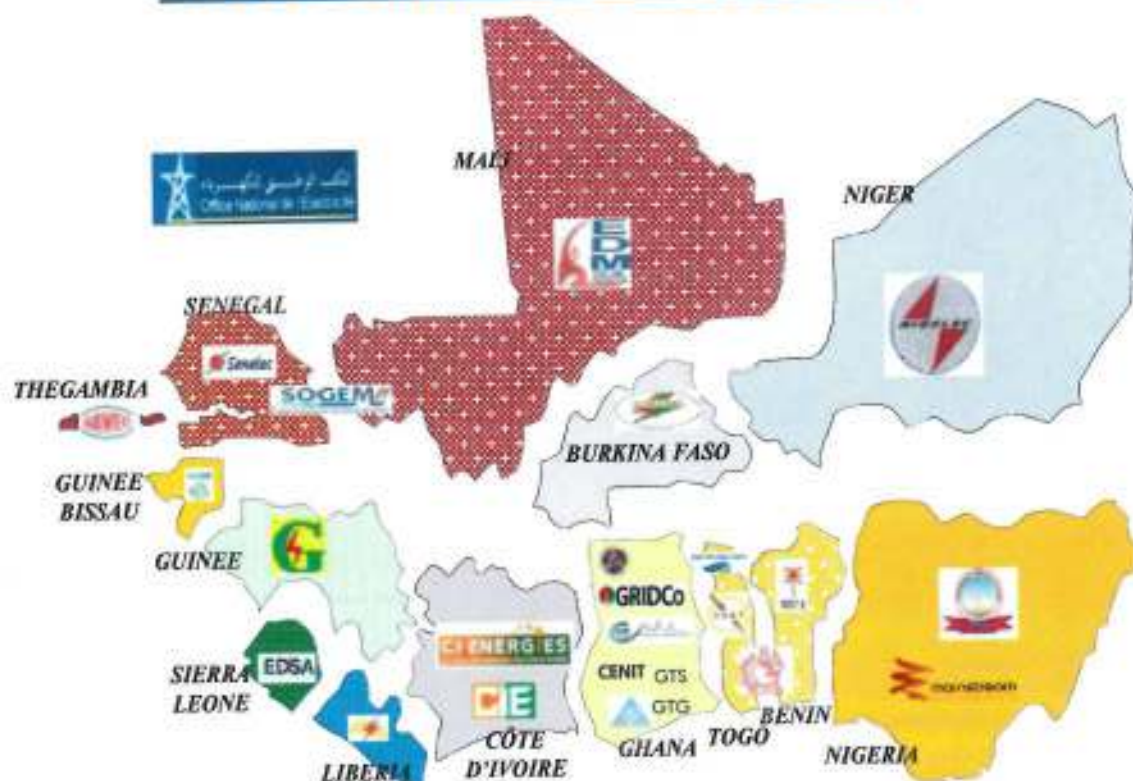 Office National de l'Electricité
MALI
NIGER
EDM
SENEGAL
Senelec
THEGAMBIA
SOGEM
BURKINA FASO
GUINEE
BISSAU
GUINEE
G
GRIDCo
CI ENERGIES
SIERRA
LEONE
EDSA
CENIT GTS
GTG
mainstream
LIBERIA
CÔTE
D'IVOIRE
GHANA
TOGO
BENIN
NIGERIA